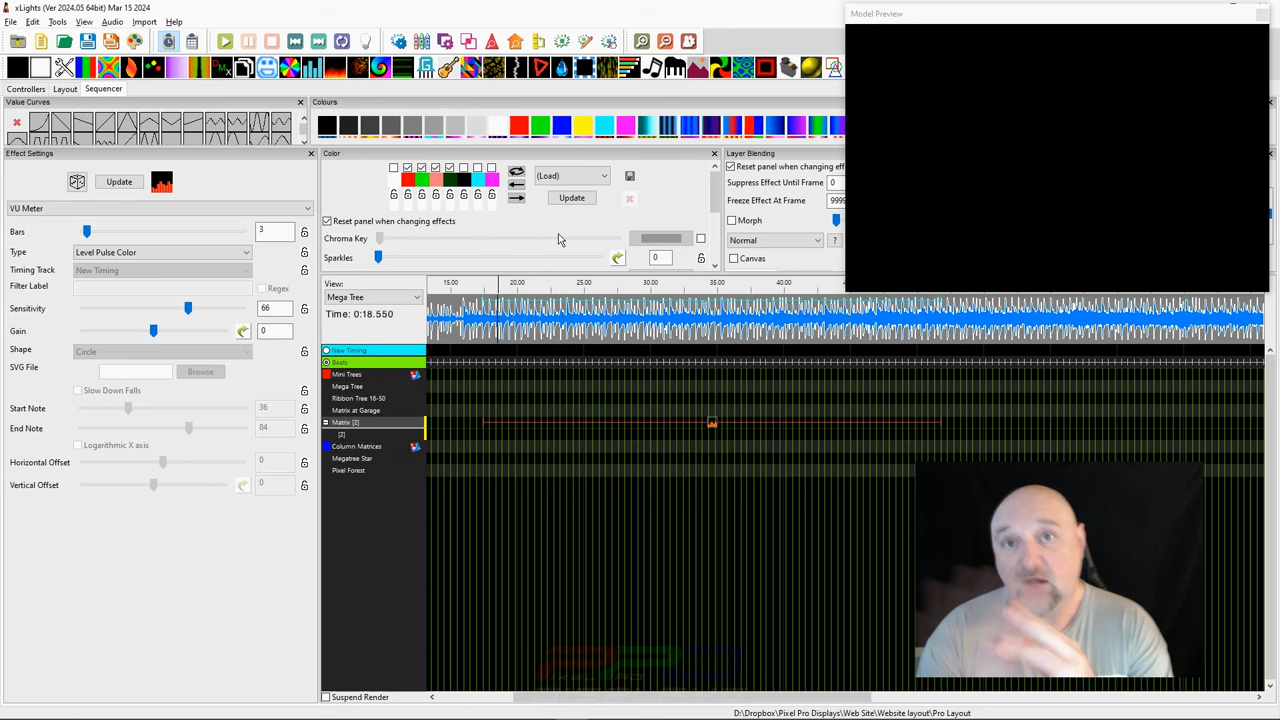 xLights (Ver 2024.05 64bit) Mar 15 2024
Model Preview
File Edit Tools View Audio Import Help
Controllers Layout Sequencer
Value Curves
Colours
Effect Settings
Color
Layer Blending
Update
(Load)
Update
Reset panel when changing eff
Suppress Effect Until Frame 0
Freeze Effect At Frame 999
VU Meter
Reset panel when changing effects
Morph
Bars 3
Chroma Key
Normal ?
Type Level Pulse Color
Sparkles 0
Canvas
Timing Track New Timing
Filter Label Regex
View:
15.00 20.00 25.00 30.00 35.00 40.00
Mega Tree
Sensitivity 66
Time: 0:18.550
Gain 0
Shape Circle
New Timing
SVG File Browse
Beats
Mini Trees
Slow Down Falls
Mega Tree
Ribbon Tree 16-50
Start Note 36
Matrix at Garage
End Note 84
Matrix [2]
[2]
Logarithmic X axis
Column Matrices
Horizontal Offset 0
Megatree Star
Pixel Forest
Vertical Offset 0
Suspend Render
D:\Dropbox\Pixel Pro Displays\Web Site\Website layout\Pro Layout